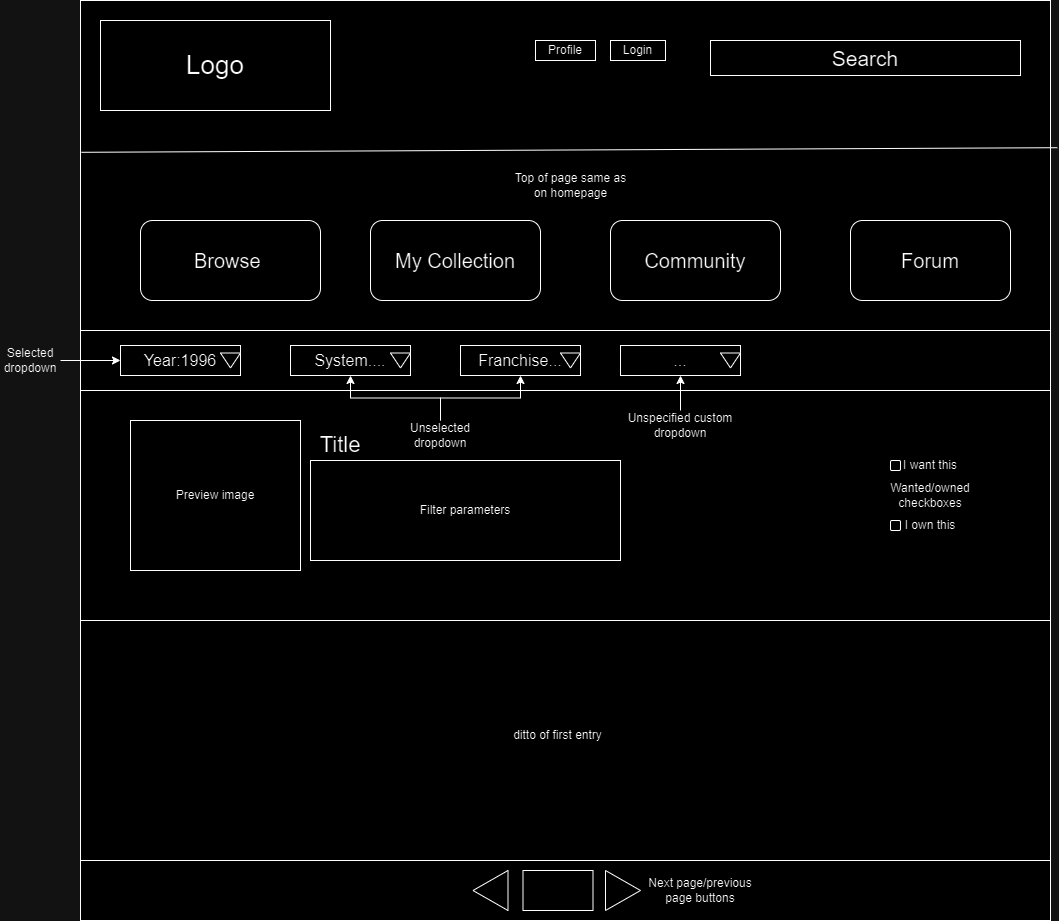 Logo
Profile
Login
Search
Top of page same as
on homepage
Browse
My Collection
Community
Forum
Selected
dropdown
Year:1996
System....
Franchise...
...
Unselected
dropdown
Unspecified custom
dropdown
Title
Preview image
Filter parameters
I want this
Wanted/owned
checkboxes
I own this
ditto of first entry
Next page/previous
page buttons